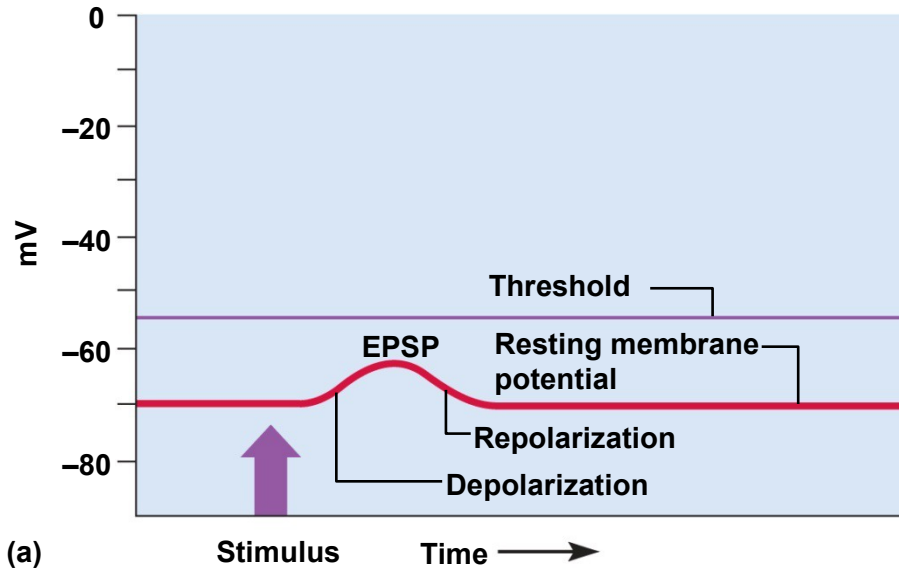 0
–20
–40
–60
–80
mV
Threshold
EPSP
Resting membrane
potential
Repolarization
Depolarization
(a)
Stimulus
Time